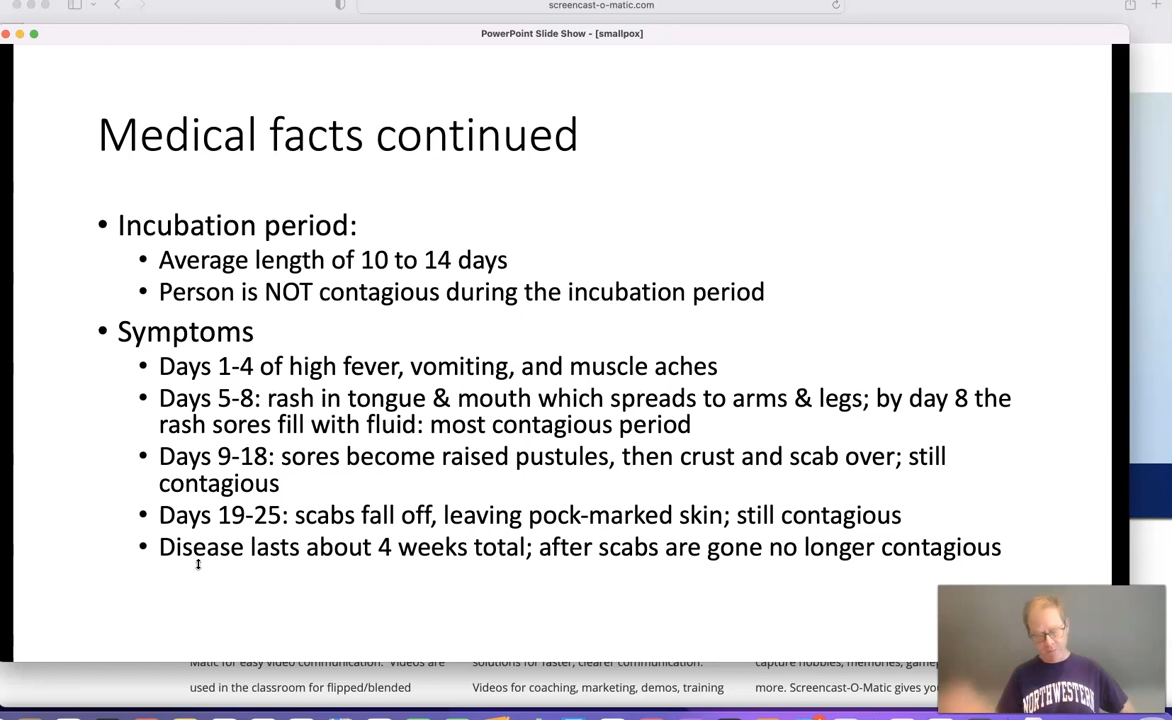 screencast-o-matic.com
PowerPoint Slide Show - [smallpox]
Medical facts continued
• Incubation period:
• Average length of 10 to 14 days
• Person is NOT contagious during the incubation period
• Symptoms
• Days 1-4 of high fever, vomiting, and muscle aches
• Days 5-8: rash in tongue & mouth which spreads to arms & legs; by day 8 the
rash sores fill with fluid: most contagious period
• Days 9-18: sores become raised pustules, then crust and scab over; still
contagious
• Days 19-25: scabs fall off, leaving pock-marked skin; still contagious
• Disease lasts about 4 weeks total; after scabs are gone no longer contagious
Matic for easy video communication. Videos are
used in the classroom for flipped/blended
solutions for faster, clearer communication.
Videos for coaching, marketing, demos, training
capture hobbies, memories,
more. Screencast-O-Matic gives
NORTHWESTERN